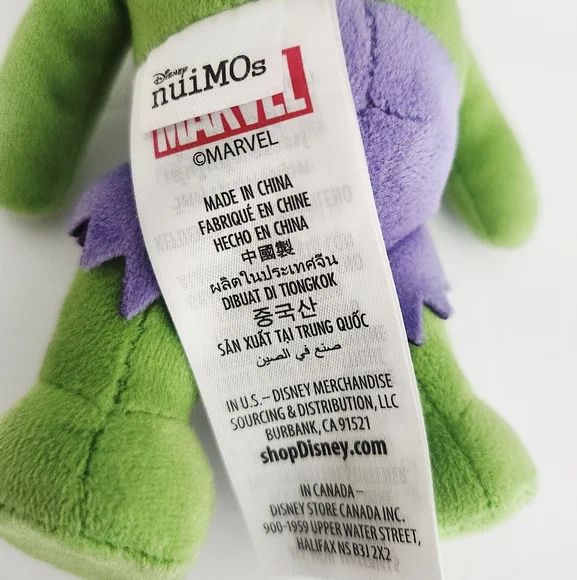 Disney
nuiMOs
MARVEL
©MARVEL
MADE IN CHINA
FABRIQUÉ EN CHINE
HECHO EN CHINA
中國製
ผลิตในประเทศจีน
DIBUAT DI TIONGKOK
중국산
SẢN XUẤT TẠI TRUNG QUỐC
صنع في الصين
IN U.S.– DISNEY MERCHANDISE
SOURCING & DISTRIBUTION, LLC
BURBANK, CA 91521
shopDisney.com
IN CANADA–
DISNEY STORE CANADA INC.
900-1959 UPPER WATER STREET,
HALIFAX NS B3J 2X2